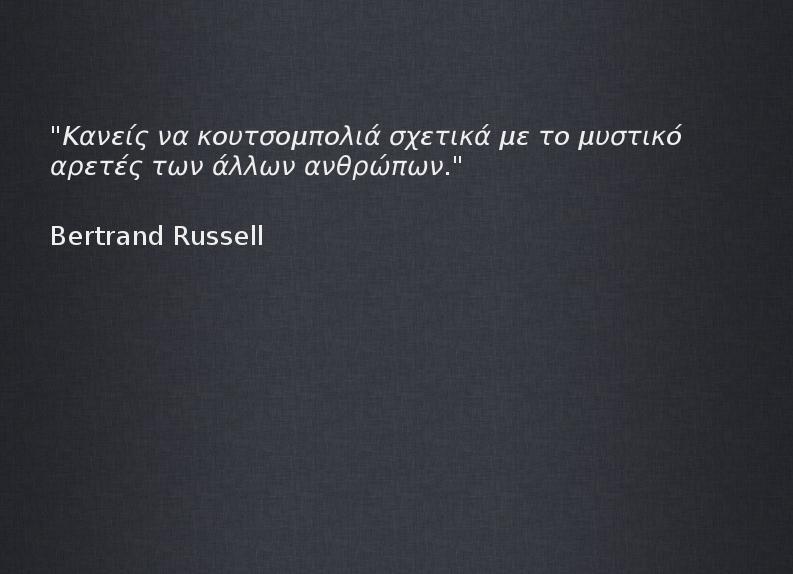 "Κανείς να κουτσομπολιά σχετικά με το μυστικό
αρετές των άλλων ανθρώπων."
Bertrand Russell